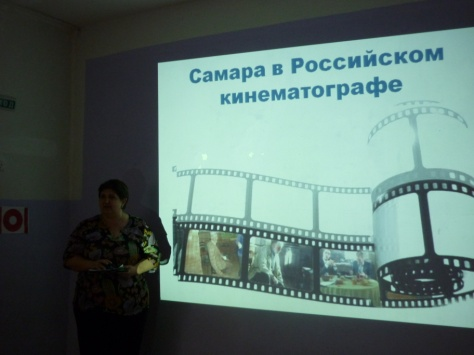 Самара в Российском
кинематографе